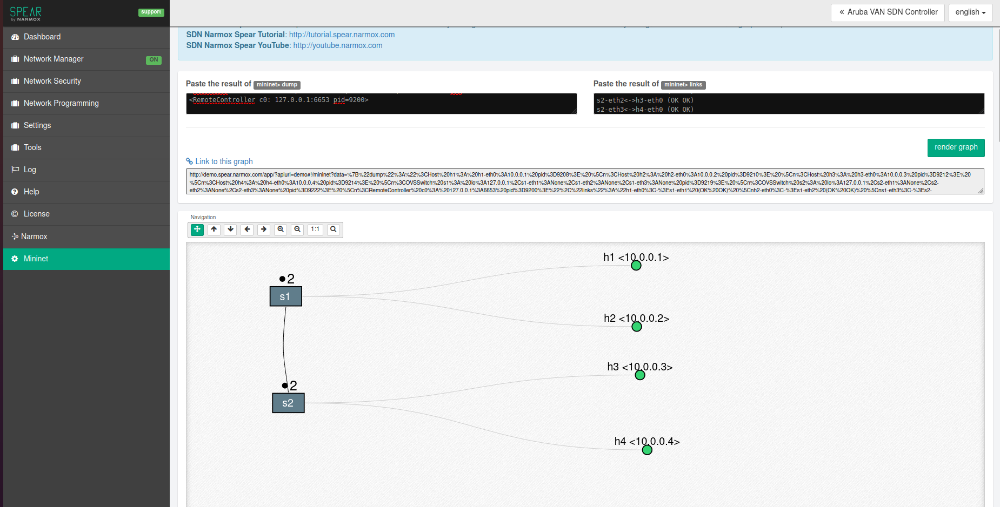 SPEAR
by NARMOX
support
« Aruba VAN SDN Controller
english
Dashboard
Network Manager
ON
Network Security
Network Programming
Settings
Tools
Log
Help
License
Narmox
Mininet
SDN Narmox Spear Tutorial: http://tutorial.spear.narmox.com
SDN Narmox Spear YouTube: http://youtube.narmox.com
Paste the result of mininet> dump
<RemoteController c0: 127.0.0.1:6653 pid=9200>
Paste the result of mininet> links
s2-eth2<->h3-eth0 (OK OK)
s2-eth3<->h4-eth0 (OK OK)
render graph
Link to this graph
http://demo.spear.narmox.com/app/?apiurl=demo#!/mininet?data=%7B%22dump%22%3A%22%3CHost%20h1%3A%20h1-eth0%3A10.0.0.1%20pid%3D9208%3E%20%5Cn%3CHost%20h2%3A%20h2-eth0%3A10.0.0.2%20pid%3D9210%3E%20%5Cn%3CHost%20h3%3A%20h3-eth0%3A10.0.0.3%20pid%3D9212%3E%20
%5Cn%3CHost%20h4%3A%20h4-eth0%3A10.0.0.4%20pid%3D9214%3E%20%5Cn%3COVSSwitch%20s1%3A%20lo%3A127.0.0.1%2Cs1-eth1%3ANone%2Cs1-eth2%3ANone%2Cs1-eth3%3ANone%20pid%3D9219%3E%20%5Cn%3COVSSwitch%20s2%3A%20lo%3A127.0.0.1%2Cs2-eth1%3ANone%2Cs2-
eth2%3ANone%2Cs2-eth3%3ANone%20pid%3D9222%3E%20%5Cn%3CRemoteController%20c0%3A%20127.0.0.1%3A6653%20pid%3D9200%3E%22%2C%22links%22%3A%22h1-eth0%3C-%3Es1-eth1%20(OK%20OK)%20%5Cnh2-eth0%3C-%3Es1-eth2%20(OK%20OK)%20%5Cns1-eth3%3C-%3Es2-
Navigation
1:1
h1 <10.0.0.1>
2
s1
h2 <10.0.0.2>
h3 <10.0.0.3>
2
s2
h4 <10.0.0.4>